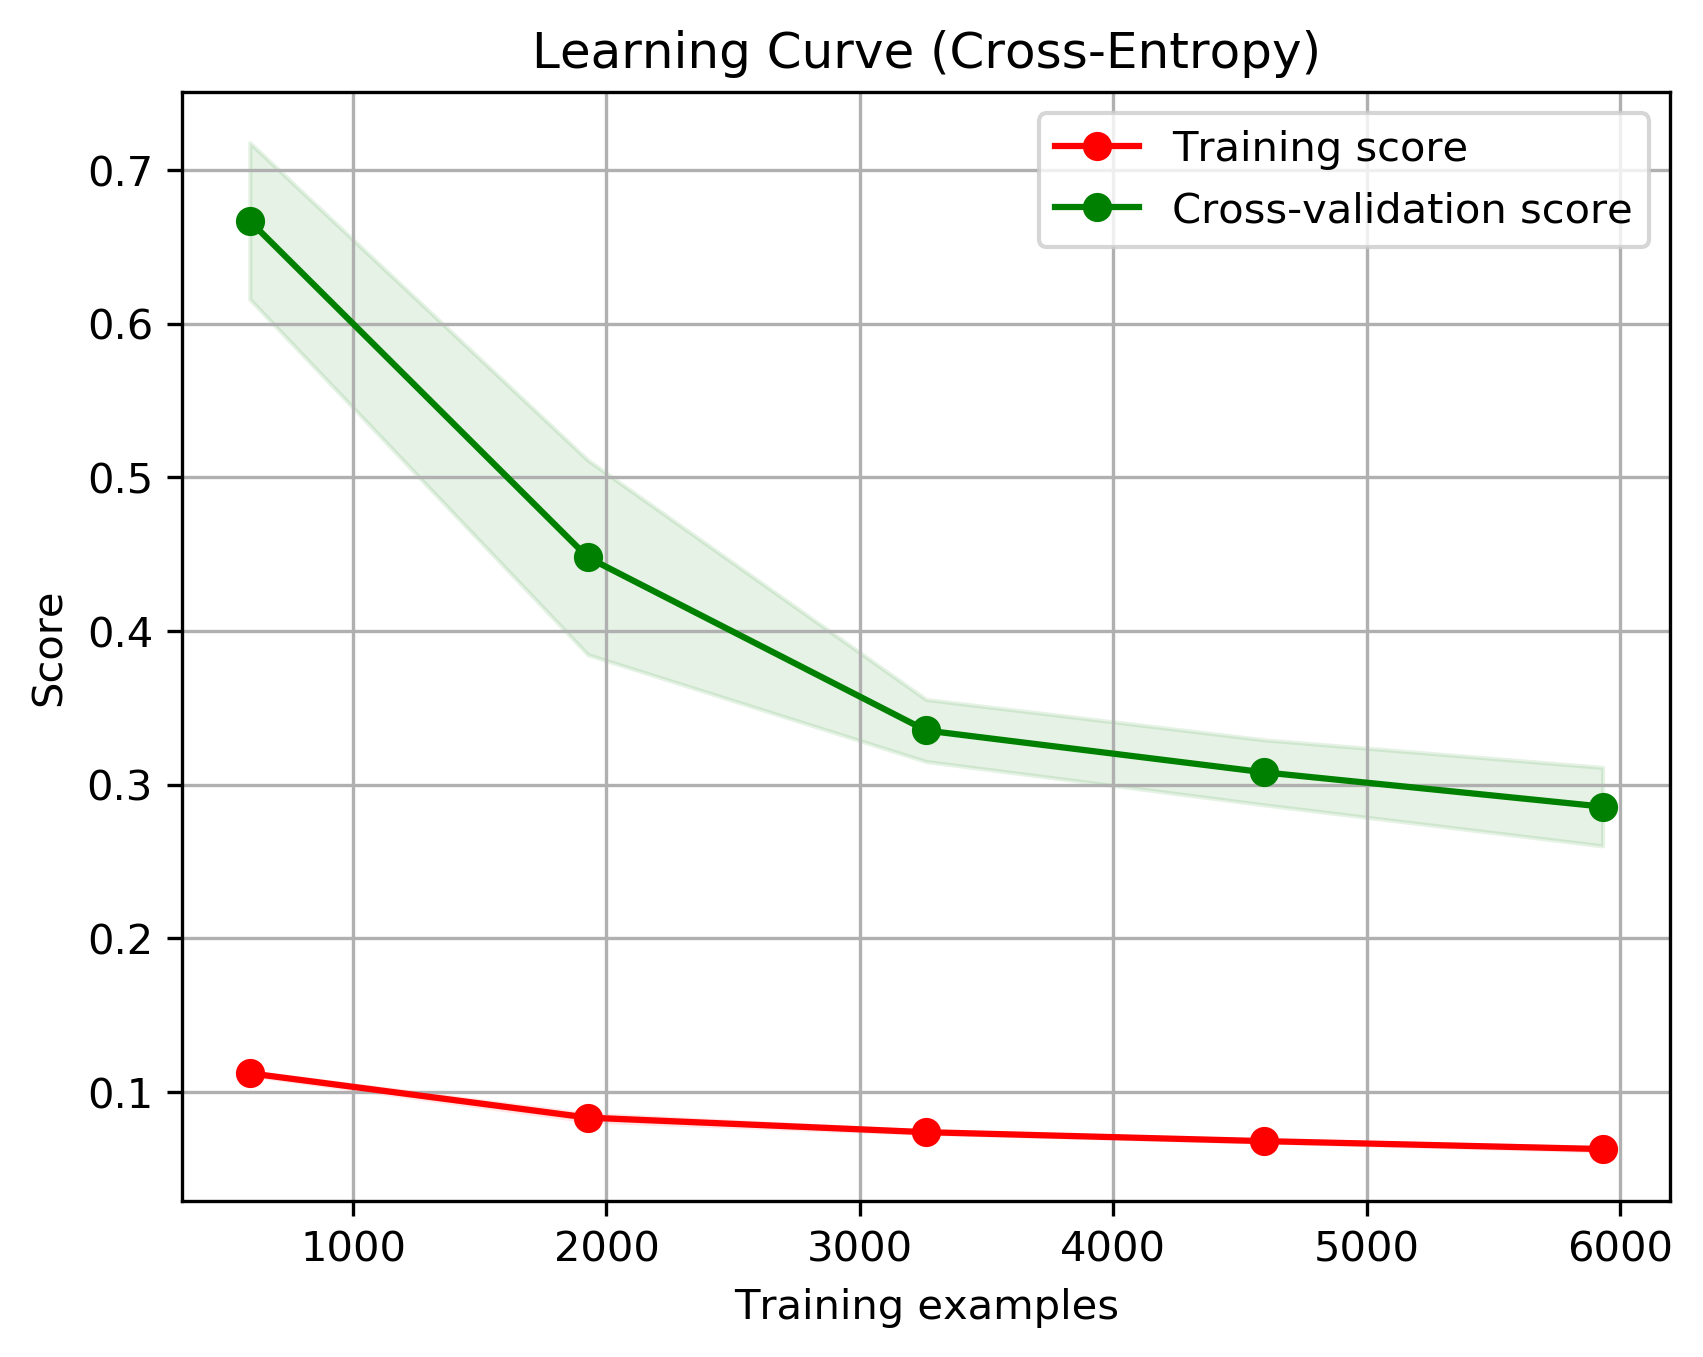 Learning Curve (Cross-Entropy)
Training score
Cross-validation score
0.7
0.6
0.5
0.4
0.3
0.2
0.1
Score
1000 2000 3000 4000 5000 6000
Training examples